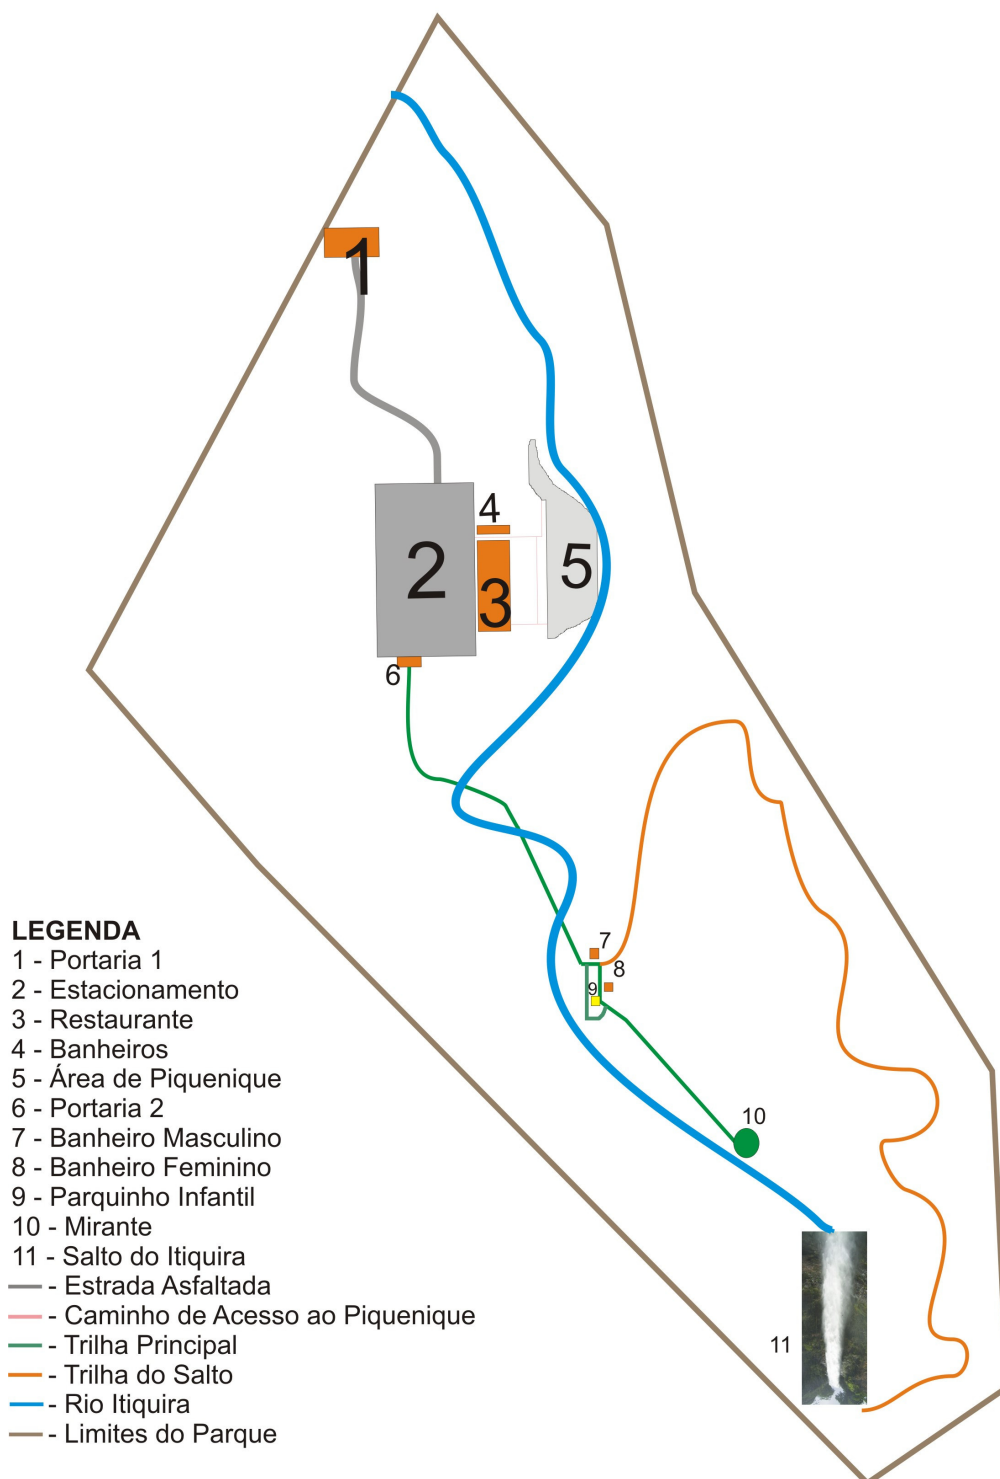 1
4
2
5
3
6
7
8
9
10
11
LEGENDA
1 - Portaria 1
2 - Estacionamento
3 - Restaurante
4 - Banheiros
5 - Área de Piquenique
6 - Portaria 2
7 - Banheiro Masculino
8 - Banheiro Feminino
9 - Parquinho Infantil
10 - Mirante
11 - Salto do Itiquira
- Estrada Asfaltada
- Caminho de Acesso ao Piquenique
- Trilha Principal
- Trilha do Salto
- Rio Itiquira
- Limites do Parque